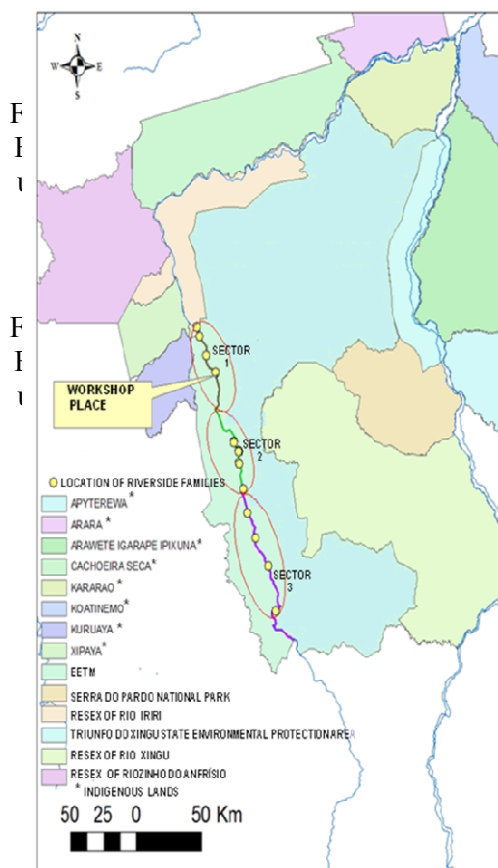 N
W E
S
F
F
E
u
F
F
E
u
SECTOR
1
WORKSHOP
PLACE
SECTOR
2
LOCATION OF RIVERSIDE FAMILIES
APYTEREWA *
ARARA *
ARAWETE IGARAPE IPIXUNA *
CACHOEIRA SECA *
KARARAO *
KOATINEMO *
KURUAYA *
XIPAYA *
EETM
SECTOR
3
SERRA DO PARDO NATIONAL PARK
RESEX OF RIO IRIRI
TRIUNFO DO XINGU STATE ENVIRONMENTAL PROTECTION AREA
RESEX OF RIO XINGU
RESEX OF RIOZINHO DO ANFRÍSIO
* INDIGENOUS LANDS
50 0 50 Km